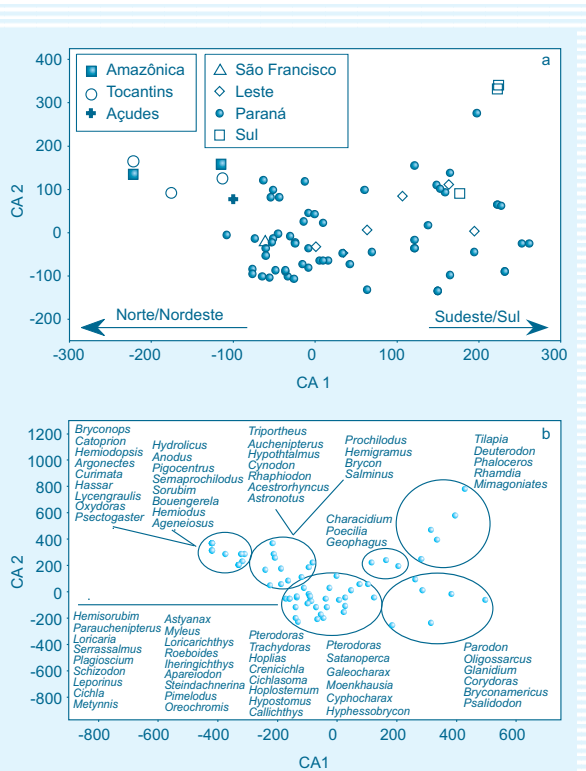 a
Amazônica
Tocantins
Açudes
São Francisco
Leste
Paraná
Sul
CA 2
400
300
200
100
0
-100
-200
Norte/Nordeste
Sudeste/Sul
-300 -200 -100 0 100 200 300
CA 1
b
CA 2
1200
1000
800
600
400
200
0
-200
-400
-600
-800
Bryconops
Catoprion
Hemiodopsis
Argonectes
Curimata
Hassar
Lycengraulis
Oxydoras
Psectogaster
Hydrolicus
Anodus
Pigocentrus
Semaprochilodus
Sorubim
Bouengerela
Hemiodus
Ageneiosus
Triportheus
Auchenipterus
Hypophthalmus
Cynodon
Rhaphiodon
Acestrorhyncus
Astronotus
Prochilodus
Hemigramus
Brycon
Salminus
Characidium
Poecilia
Geophagus
Tilapia
Deuterodon
Phaloceros
Rhamdia
Mimagoniates
Hemisorubim
Parauchenipterus
Loricaria
Serrassalmus
Plagioscium
Schizodon
Leporinus
Cichla
Metynnis
Astyanax
Myleus
Loricarichthys
Roeboides
Iheringichthys
Apareiodon
Steindachnerina
Pimelodus
Oreochromis
Pterodoras
Trachydoras
Hoplias
Crenicichla
Cichlasoma
Hoplosternum
Hypostomus
Callichthys
Pterodoras
Satanoperca
Galeocharax
Moenkhausia
Cyphocharax
Hyphessobrycon
Parodon
Oligossarcus
Glanidium
Corydoras
Bryconamericus
Psalidodon
-800 -600 -400 -200 0 200 400 600
CA1